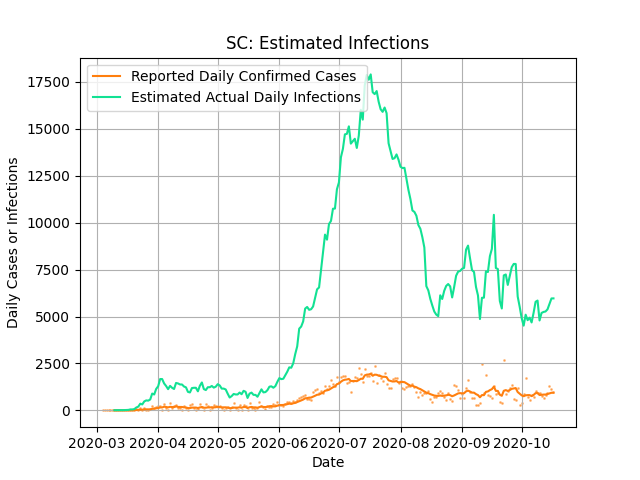 SC: Estimated Infections
Reported Daily Confirmed Cases
Estimated Actual Daily Infections
Daily Cases or Infections
17500
15000
12500
10000
7500
5000
2500
0
2020-03 2020-04 2020-05 2020-06 2020-07 2020-08 2020-09 2020-10
Date